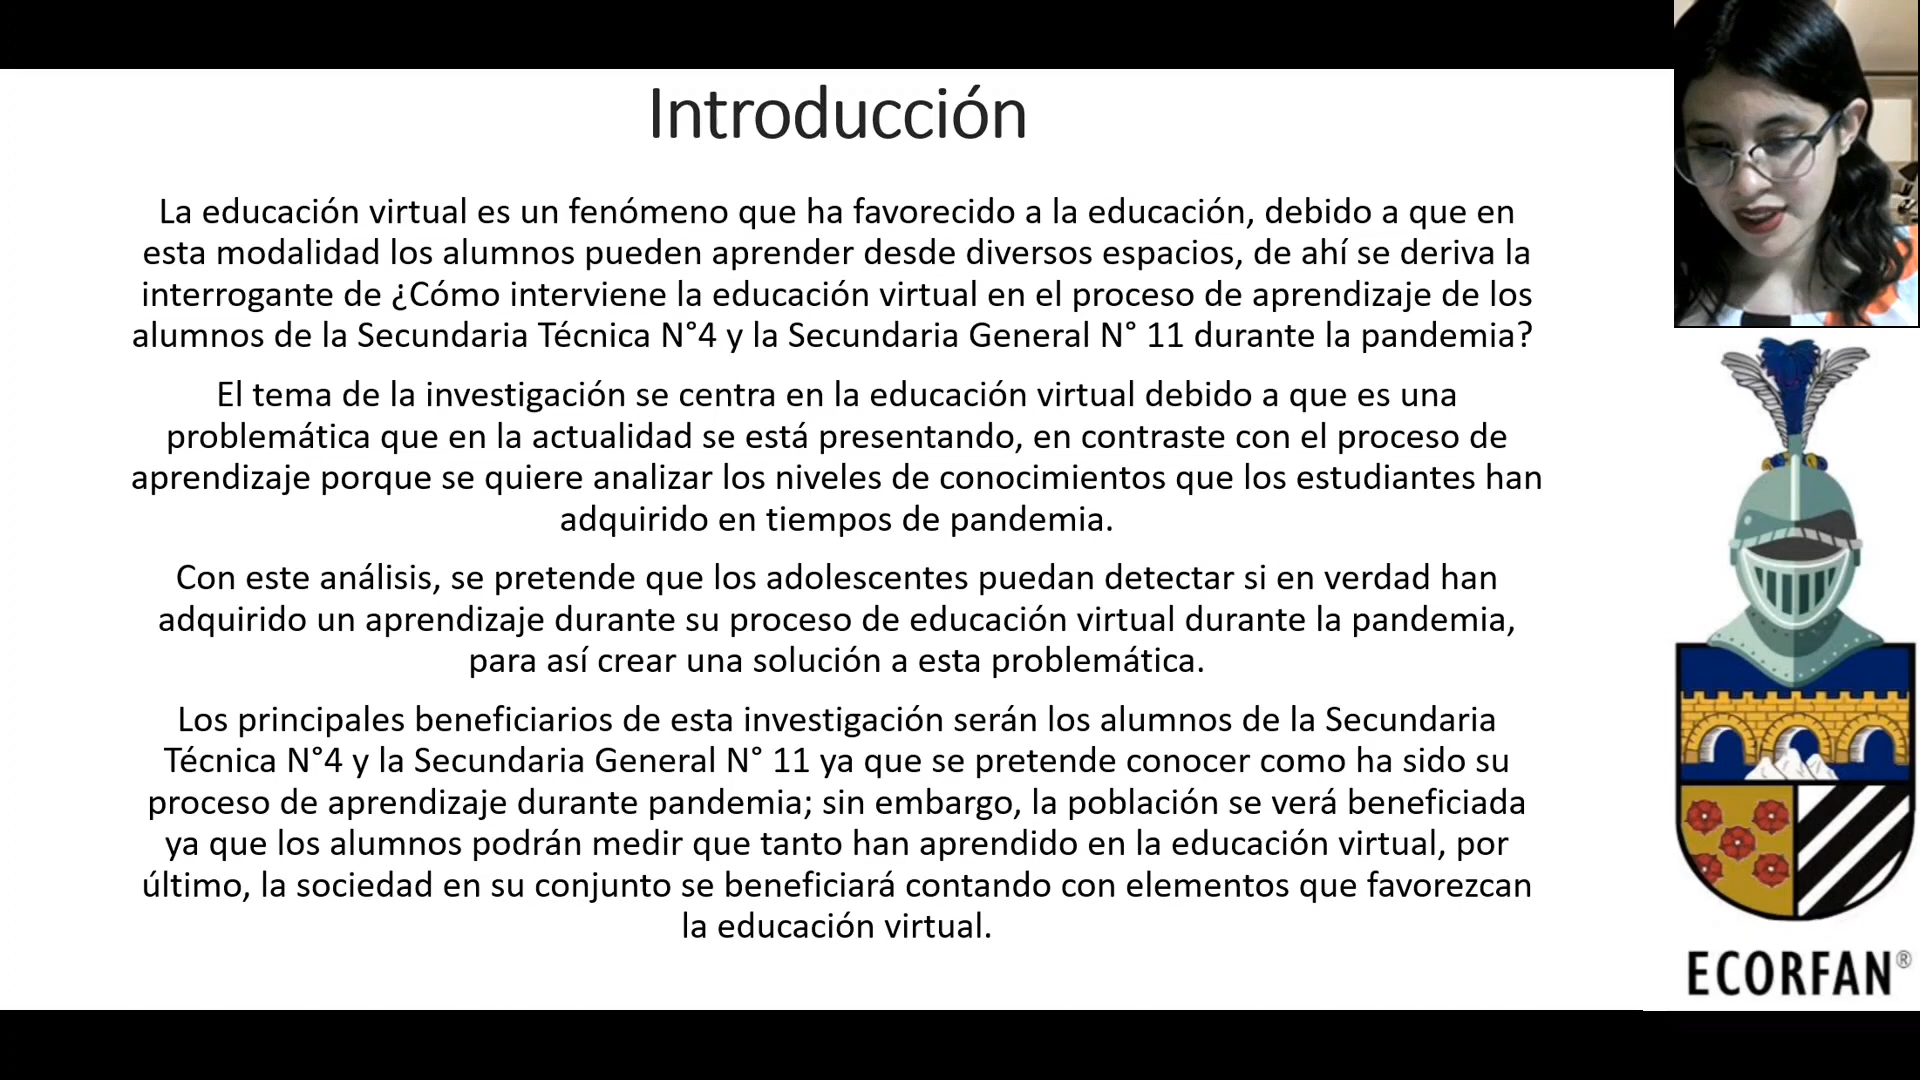 Introducción
La educación virtual es un fenómeno que ha favorecido a la educación, debido a que en
esta modalidad los alumnos pueden aprender desde diversos espacios, de ahí se deriva la
interrogante de ¿Cómo interviene la educación virtual en el proceso de aprendizaje de los
alumnos de la Secundaria Técnica N°4 y la Secundaria General N° 11 durante la pandemia?
El tema de la investigación se centra en la educación virtual debido a que es una
problemática que en la actualidad se está presentando, en contraste con el proceso de
aprendizaje porque se quiere analizar los niveles de conocimientos que los estudiantes han
adquirido en tiempos de pandemia.
Con este análisis, se pretende que los adolescentes puedan detectar si en verdad han
adquirido un aprendizaje durante su proceso de educación virtual durante la pandemia,
para así crear una solución a esta problemática.
Los principales beneficiarios de esta investigación serán los alumnos de la Secundaria
Técnica N°4 y la Secundaria General N° 11 ya que se pretende conocer como ha sido su
proceso de aprendizaje durante pandemia; sin embargo, la población se verá beneficiada
ya que los alumnos podrán medir que tanto han aprendido en la educación virtual, por
último, la sociedad en su conjunto se beneficiará contando con elementos que favorezcan
la educación virtual.
ECORFAN®